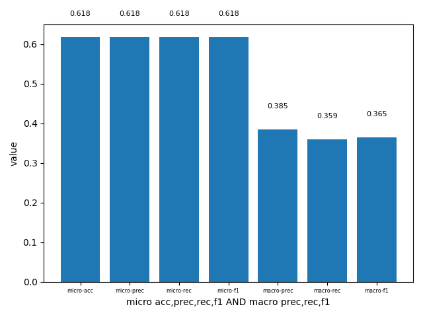 0.618 0.618 0.618 0.618
0.385
0.359
0.365
value
0.6
0.5
0.4
0.3
0.2
0.1
0.0
micro-acc micro-prec micro-rec micro-f1 macro-prec macro-rec macro-f1
micro acc,prec,rec,f1 AND macro prec,rec,f1